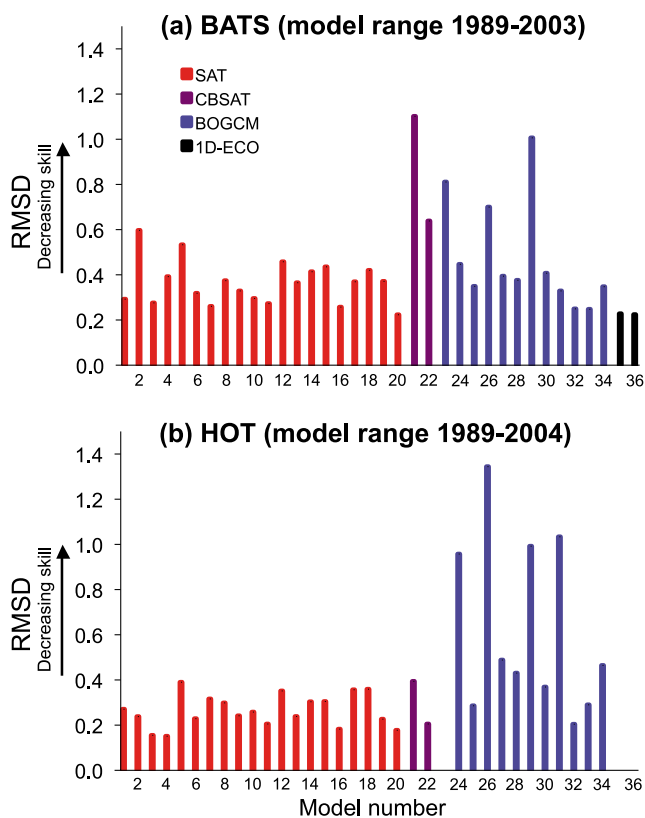 (a) BATS (model range 1989-2003)
1.4
1.2
1.0
0.8
0.6
0.4
0.2
0.0
RMSD
Decreasing skill
SAT
CBSAT
BOGCM
1D-ECO
2 4 6 8 10 12 14 16 18 20 22 24 26 28 30 32 34 36
(b) HOT (model range 1989-2004)
1.4
1.2
1.0
0.8
0.6
0.4
0.2
0.0
RMSD
Decreasing skill
2 4 6 8 10 12 14 16 18 20 22 24 26 28 30 32 34 36
Model number